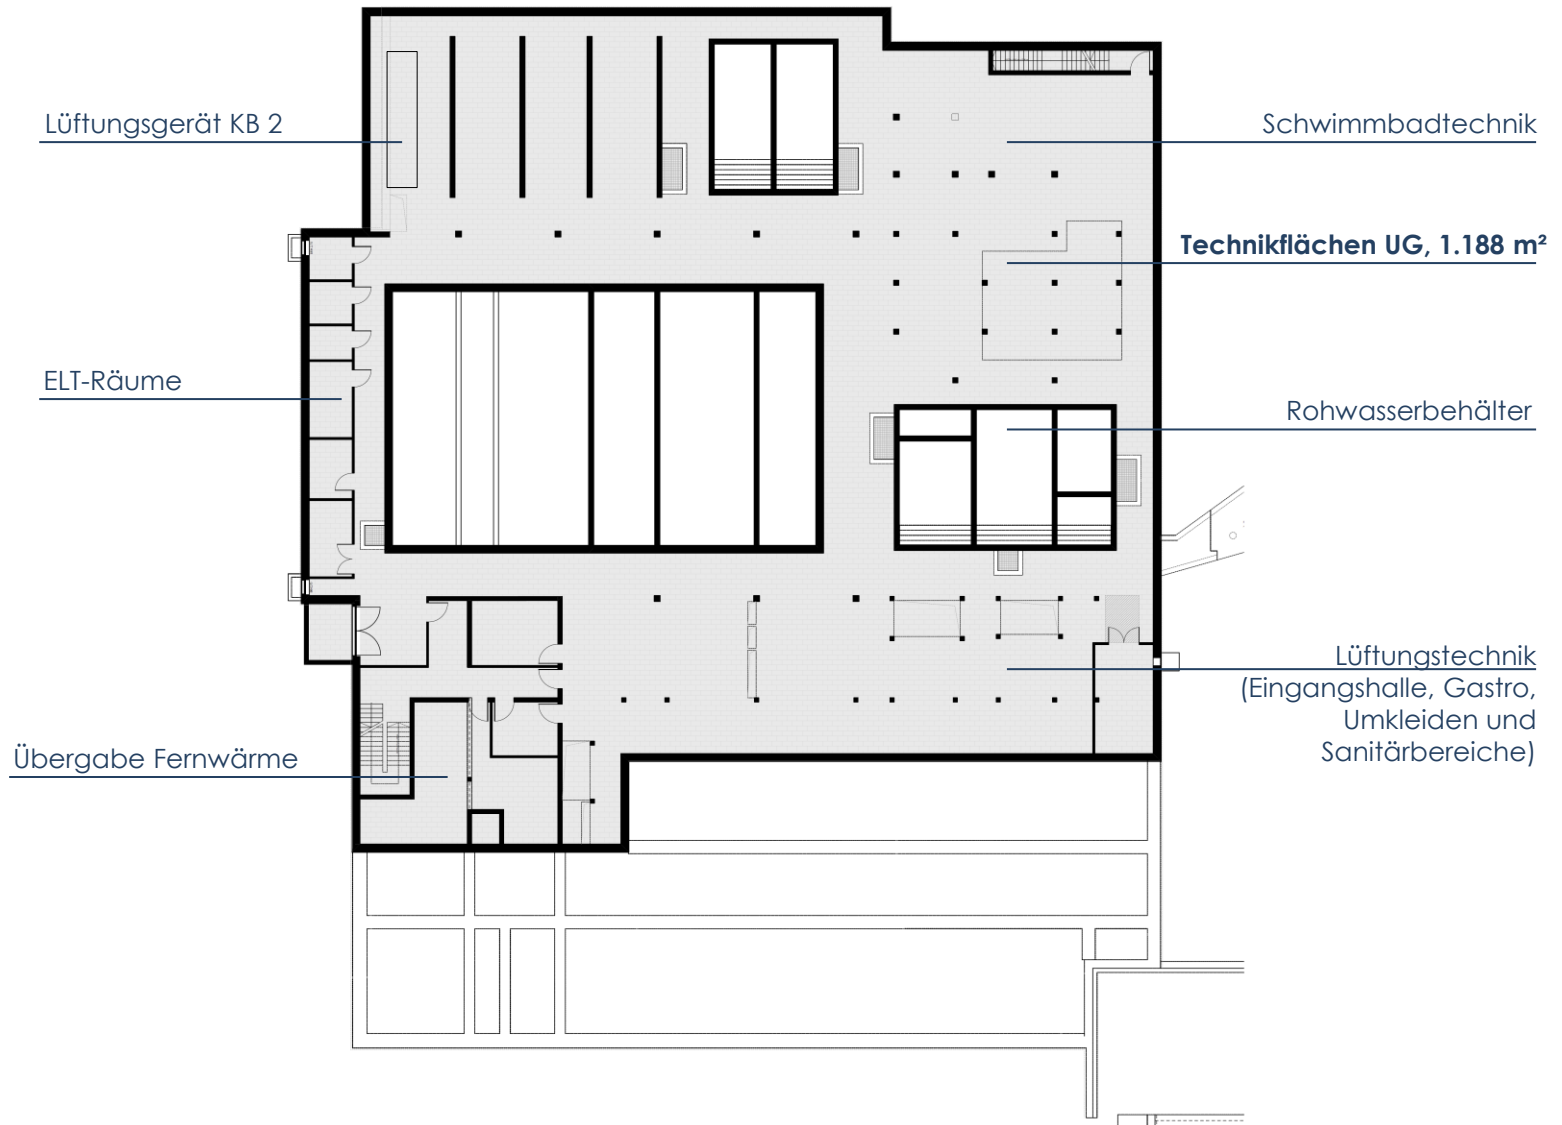 Lüftungsgerät KB 2
Schwimmbadtechnik
Technikflächen UG, 1.188 m²
ELT-Räume
Rohwasserbehälter
Lüftungstechnik
(Eingangshalle, Gastro,
Umkleiden und
Sanitärbereiche)
Übergabe Fernwärme